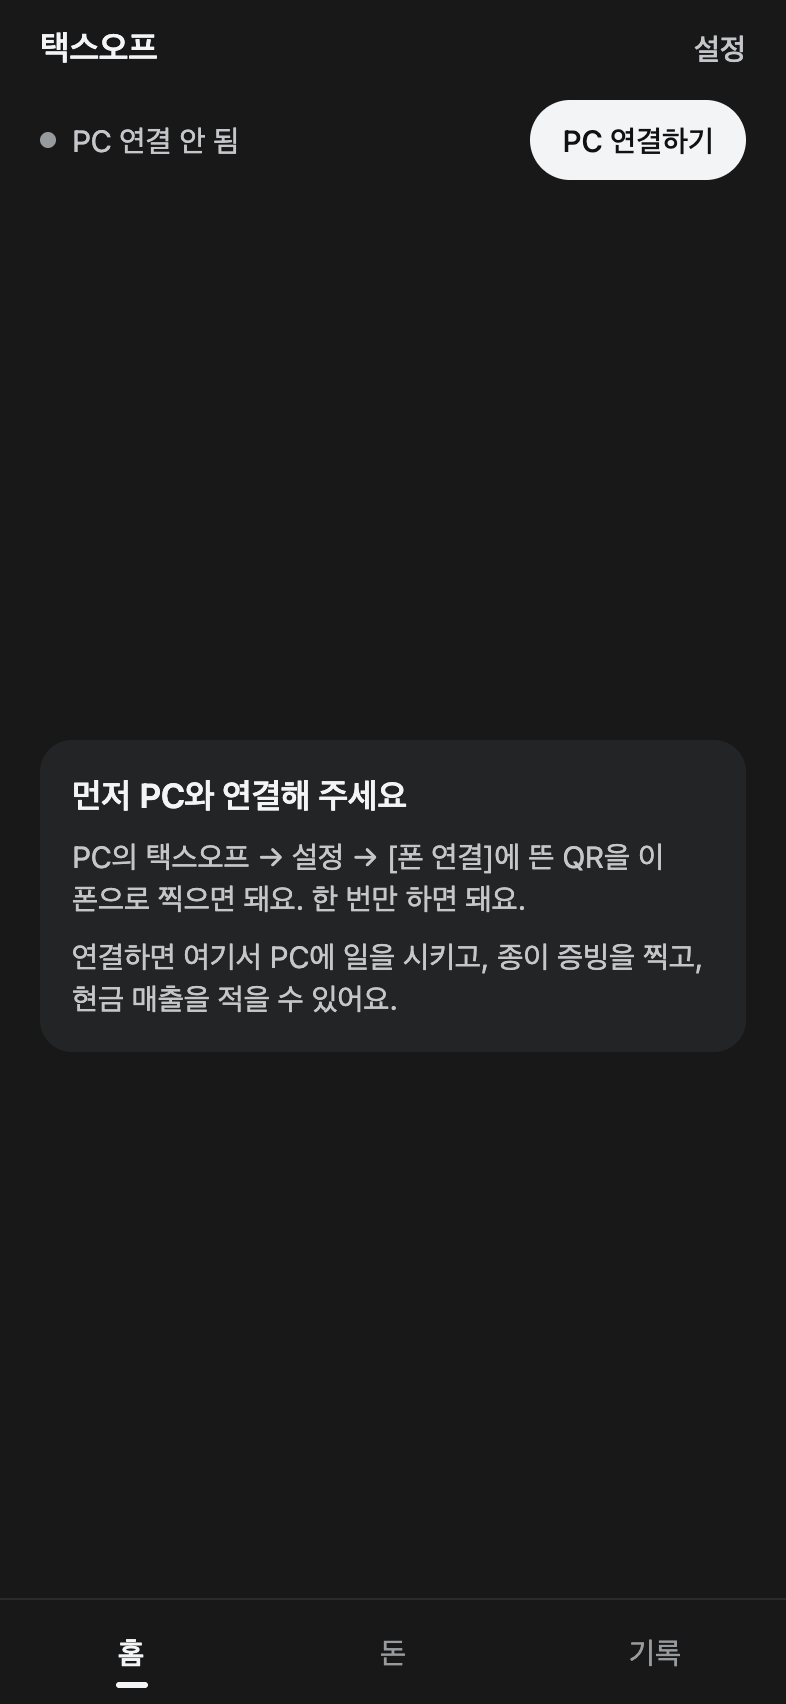 택스오프
설정
PC 연결 안 됨
PC 연결하기
먼저 PC와 연결해 주세요
PC의 택스오프 → 설정 → [폰 연결]에 뜬 QR을 이
폰으로 찍으면 돼요. 한 번만 하면 돼요.
연결하면 여기서 PC에 일을 시키고, 종이 증빙을 찍고,
현금 매출을 적을 수 있어요.
홈
돈
기록